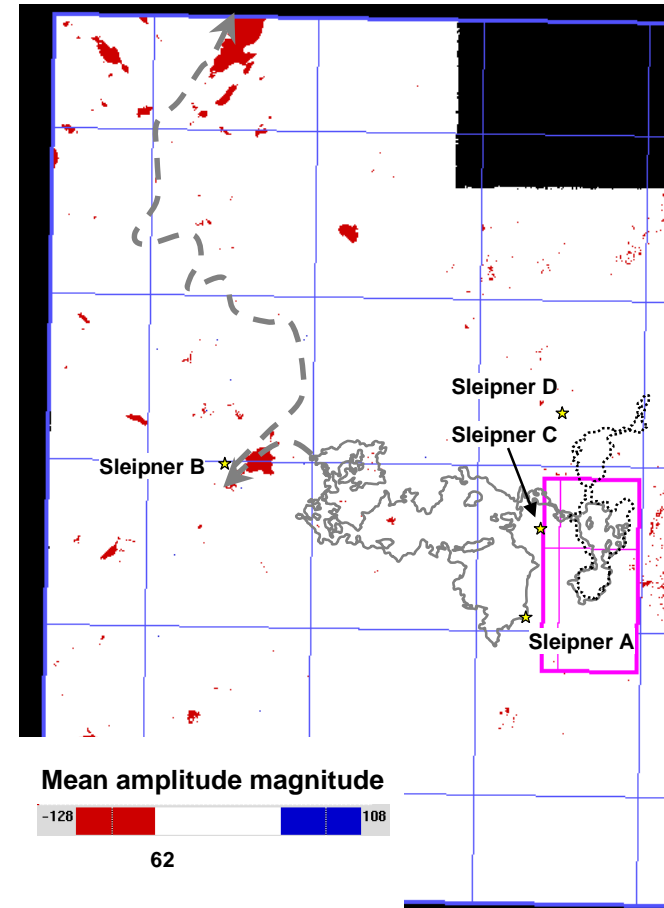 Sleipner D
Sleipner C
Sleipner B
Sleipner A
Mean amplitude magnitude
-128 108
62